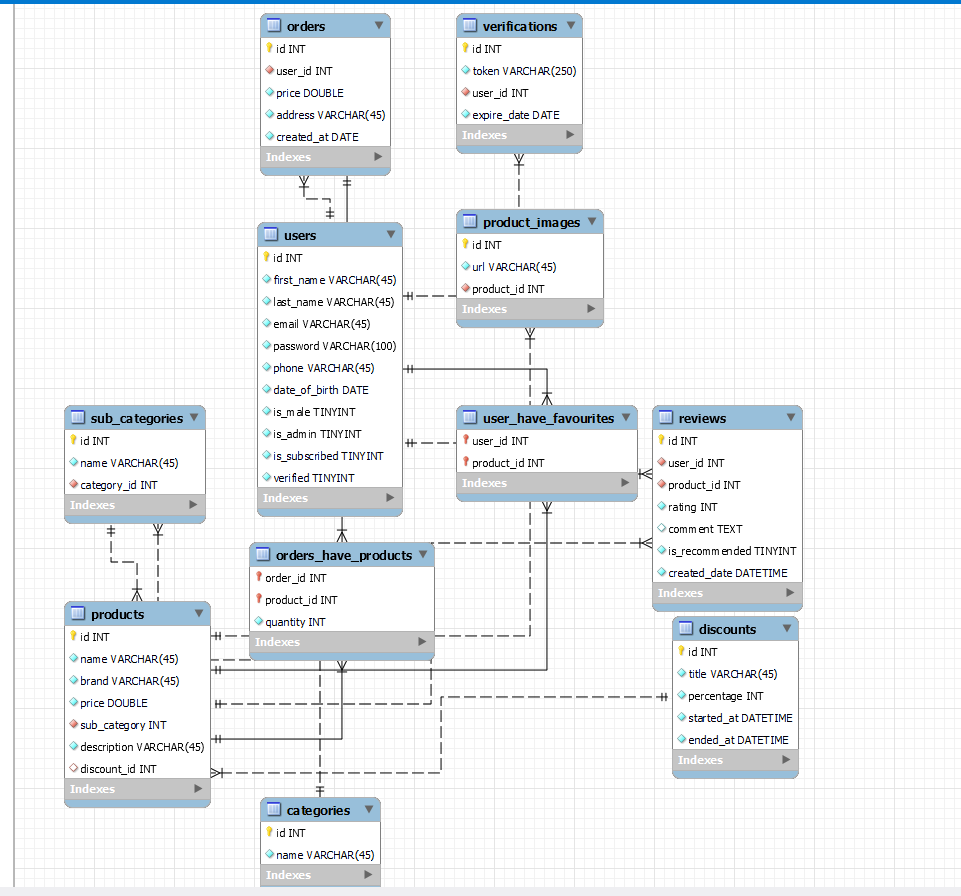 orders
id INT
user_id INT
price DOUBLE
address VARCHAR(45)
created_at DATE
Indexes
verifications
id INT
token VARCHAR(250)
user_id INT
expire_date DATE
Indexes
users
id INT
first_name VARCHAR(45)
last_name VARCHAR(45)
email VARCHAR(45)
password VARCHAR(100)
phone VARCHAR(45)
date_of_birth DATE
is_male TINYINT
is_admin TINYINT
is_subscribed TINYINT
verified TINYINT
Indexes
product_images
id INT
url VARCHAR(45)
product_id INT
Indexes
sub_categories
id INT
name VARCHAR(45)
category_id INT
Indexes
user_have_favourites
user_id INT
product_id INT
Indexes
reviews
id INT
user_id INT
product_id INT
rating INT
comment TEXT
is_recommended TINYINT
created_date DATETIME
Indexes
orders_have_products
order_id INT
product_id INT
quantity INT
Indexes
products
id INT
name VARCHAR(45)
brand VARCHAR(45)
price DOUBLE
sub_category INT
description VARCHAR(45)
discount_id INT
Indexes
discounts
id INT
title VARCHAR(45)
percentage INT
started_at DATETIME
ended_at DATETIME
Indexes
categories
id INT
name VARCHAR(45)
Indexes